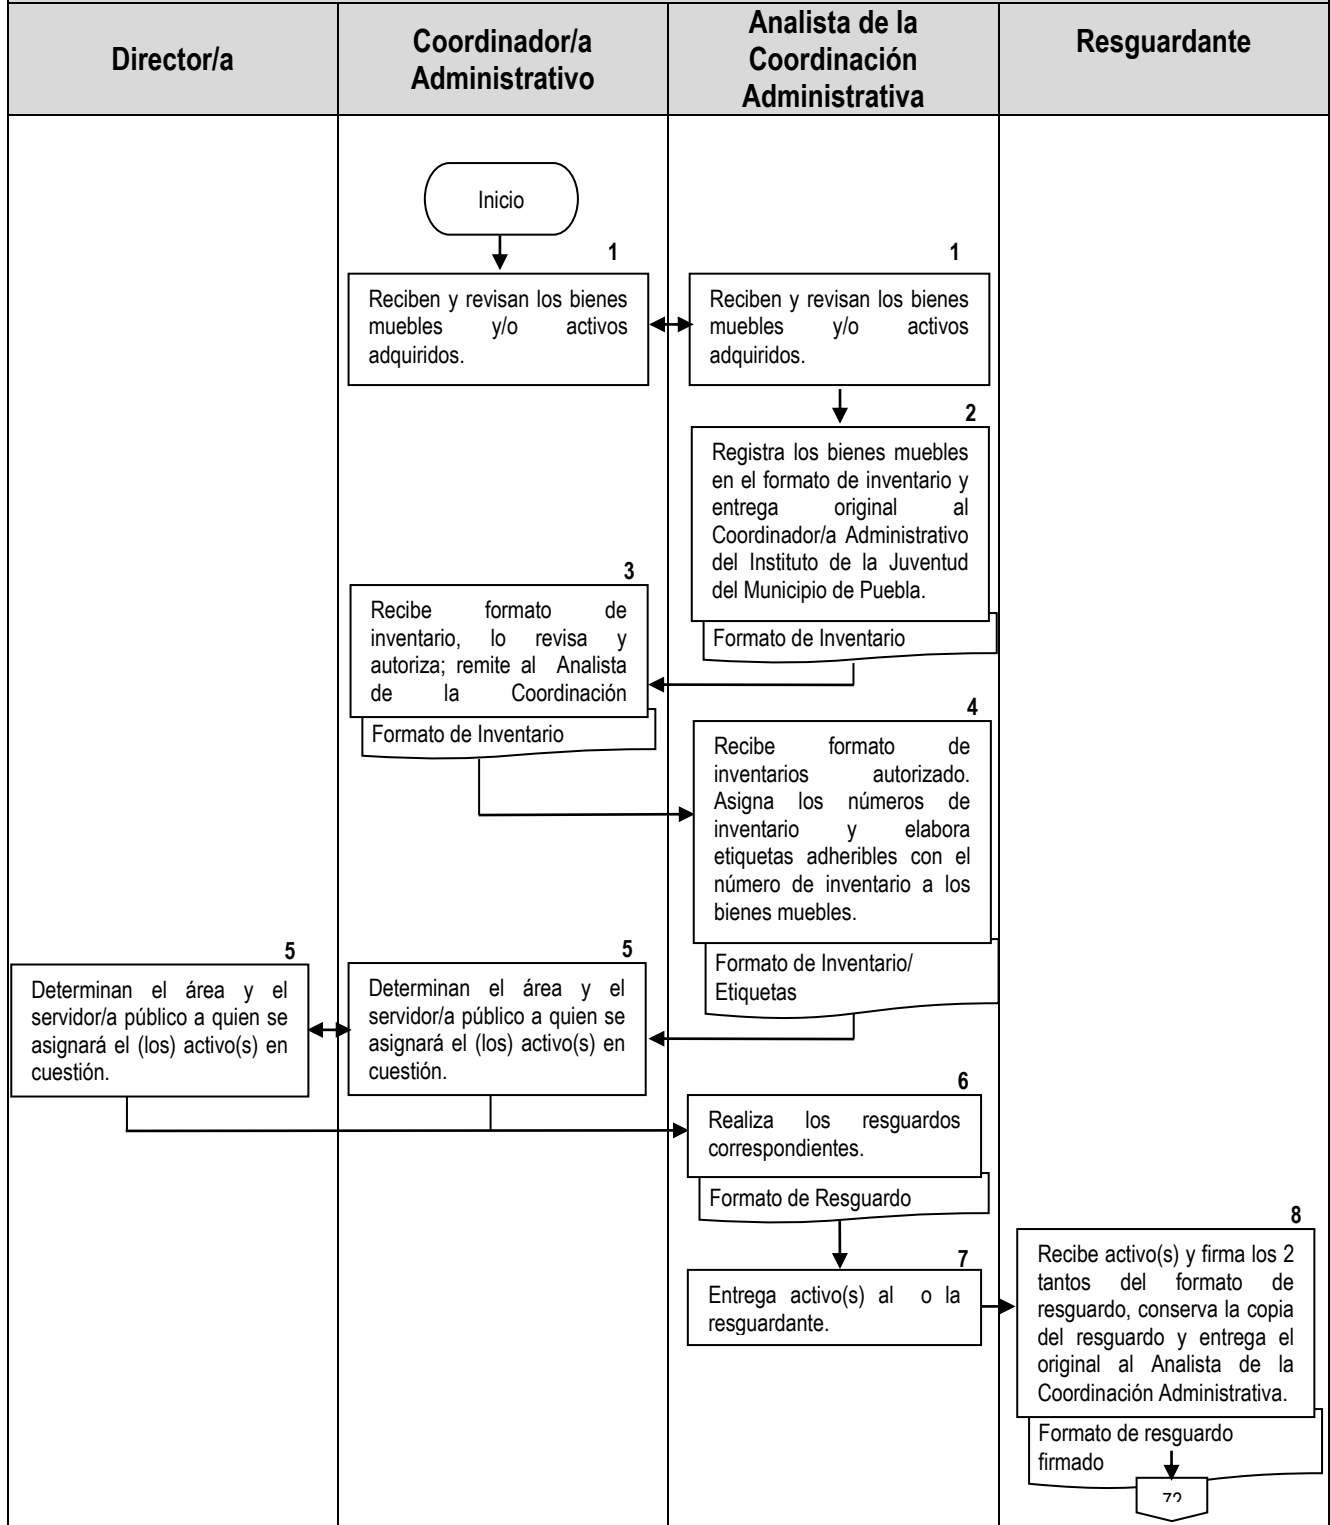 Director/a
Coordinador/a
Administrativo
Analista de la
Coordinación
Administrativa
Resguardante
Inicio
1
Reciben y revisan los bienes
muebles y/o activos
adquiridos.
1
Reciben y revisan los bienes
muebles y/o activos
adquiridos.
2
Registra los bienes muebles
en el formato de inventario y
entrega original al
Coordinador/a Administrativo
del Instituto de la Juventud
del Municipio de Puebla.
Formato de Inventario
3
Recibe formato de
inventario, lo revisa y
autoriza; remite al Analista
de la Coordinación
Formato de Inventario
4
Recibe formato de
inventarios autorizado.
Asigna los números de
inventario y elabora
etiquetas adheribles con el
número de inventario a los
bienes muebles.
Formato de Inventario/
Etiquetas
5
Determinan el área y el
servidor/a público a quien se
asignará el (los) activo(s) en
cuestión.
5
Determinan el área y el
servidor/a público a quien se
asignará el (los) activo(s) en
cuestión.
6
Realiza los resguardos
correspondientes.
Formato de Resguardo
7
Entrega activo(s) al o la
resguardante.
8
Recibe activo(s) y firma los 2
tantos del formato de
resguardo, conserva la copia
del resguardo y entrega el
original al Analista de la
Coordinación Administrativa.
Formato de resguardo
firmado